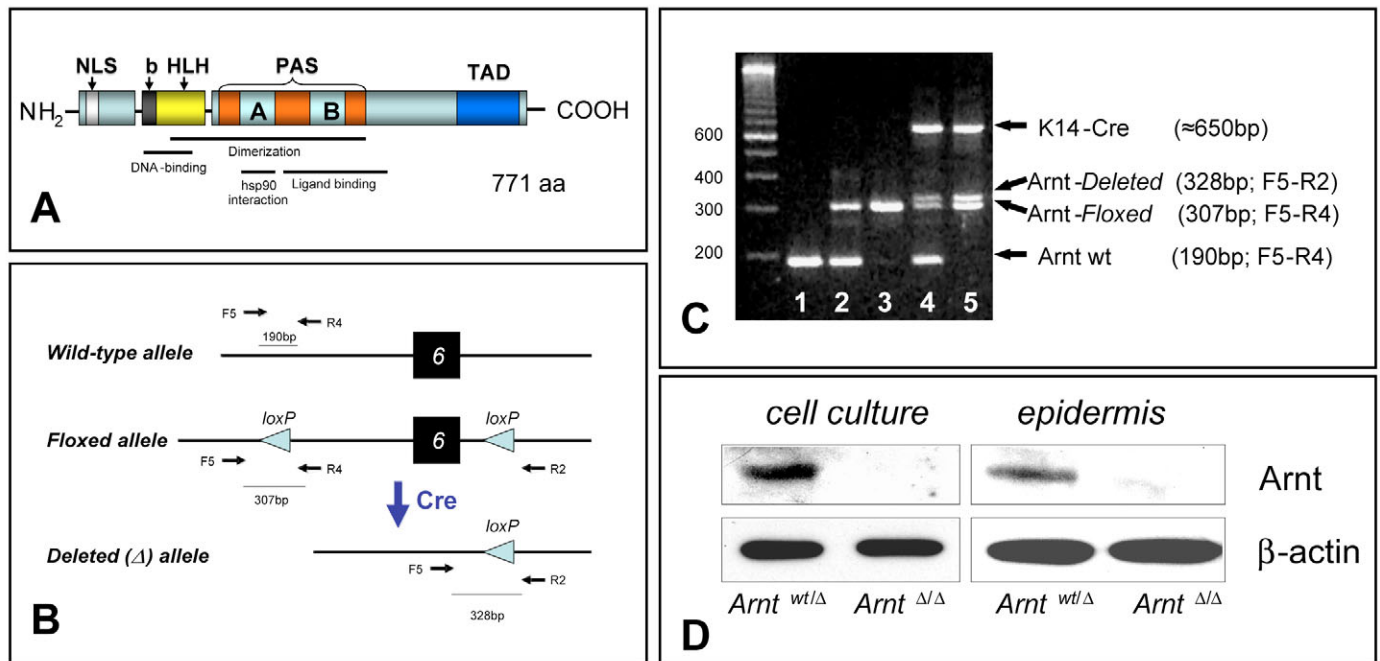 NLS b HLH PAS TAD
NH2 A B COOH
DNA-binding Dimerization
hsp90 interaction Ligand binding 771 aa
A
F5 R4
190bp
Wild-type allele 6
loxP loxP
Floxed allele 6
F5 R4 R2
307bp Cre
loxP
Deleted (Δ) allele
F5 R2
328bp
B
600
400
300
200
1 2 3 4 5
K14-Cre (≈650bp)
Arnt-Deleted (328bp; F5-R2)
Arnt-Floxed (307bp; F5-R4)
Arnt wt (190bp; F5-R4)
C
cell culture epidermis
Arnt
β-actin
Arnt wt/Δ Arnt Δ/Δ Arnt wt/Δ Arnt Δ/Δ
D